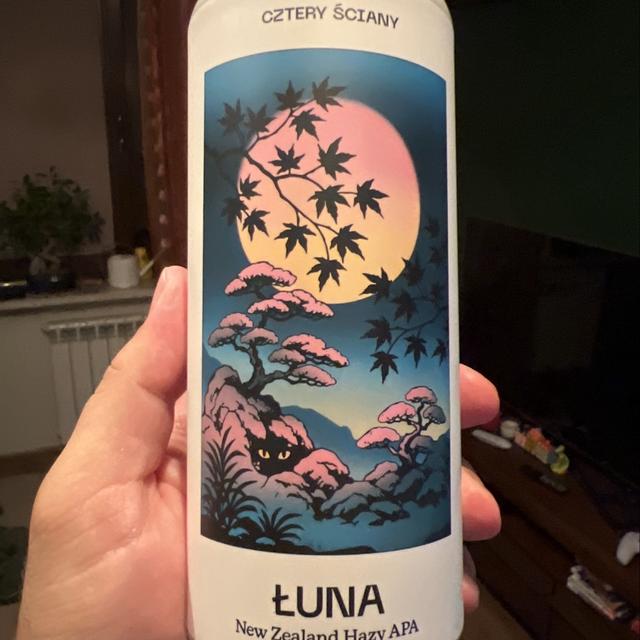 CZTERY ŚCIANY
ŁUNA
New Zealand Hazy APA